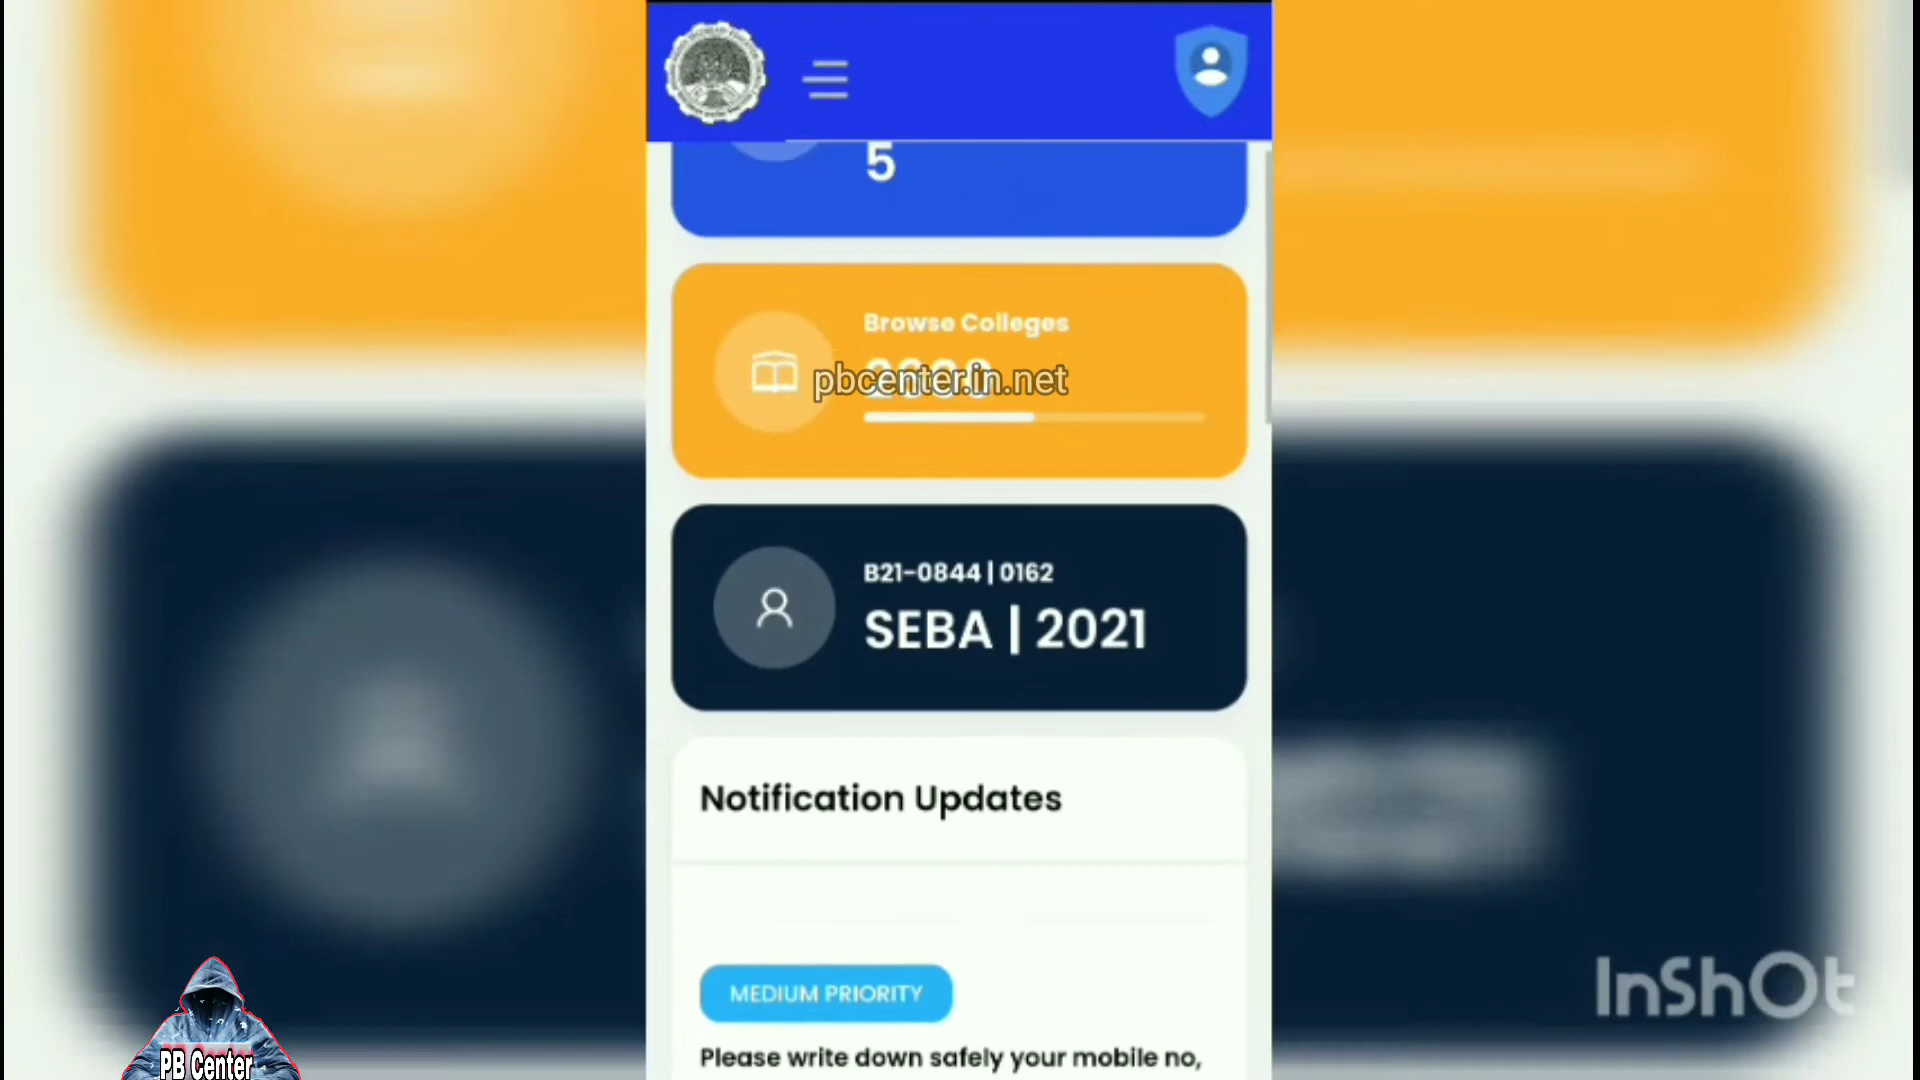 5
Browse Colleges
pbcenter.in.net
B21-0844 | 0162
SEBA | 2021
Notification Updates
MEDIUM PRIORITY
Please write down safely your mobile no,
InShOt
PB Center